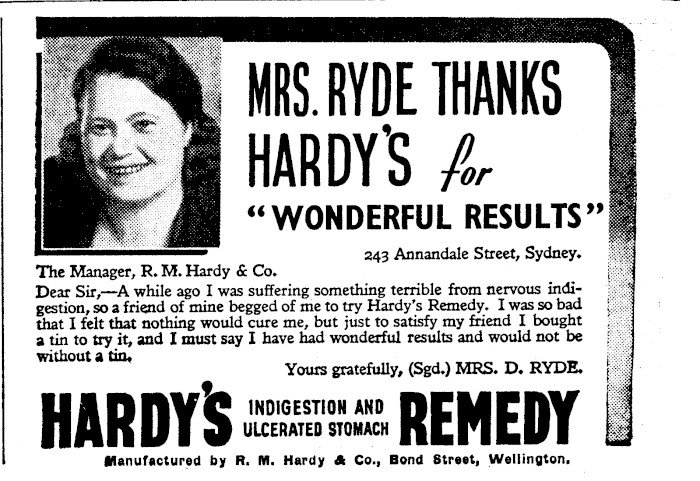 MRS. RYDE THANKS
HARDY'S for
"WONDERFUL RESULTS"
243 Annandale Street, Sydney.
The Manager, R. M. Hardy & Co.
Dear Sir,—A while ago I was suffering something terrible from nervous indi-
gestion, so a friend of mine begged of me to try Hardy's Remedy. I was so bad
that I felt that nothing would cure me, but just to satisfy my friend I bought
a tin to try it, and I must say I have had wonderful results and would not be
without a tin.
Yours gratefully, (Sgd.) MRS. D. RYDE.
HARDY'S INDIGESTION AND ULCERATED STOMACH REMEDY
Manufactured by R. M. Hardy & Co., Bond Street, Wellington.